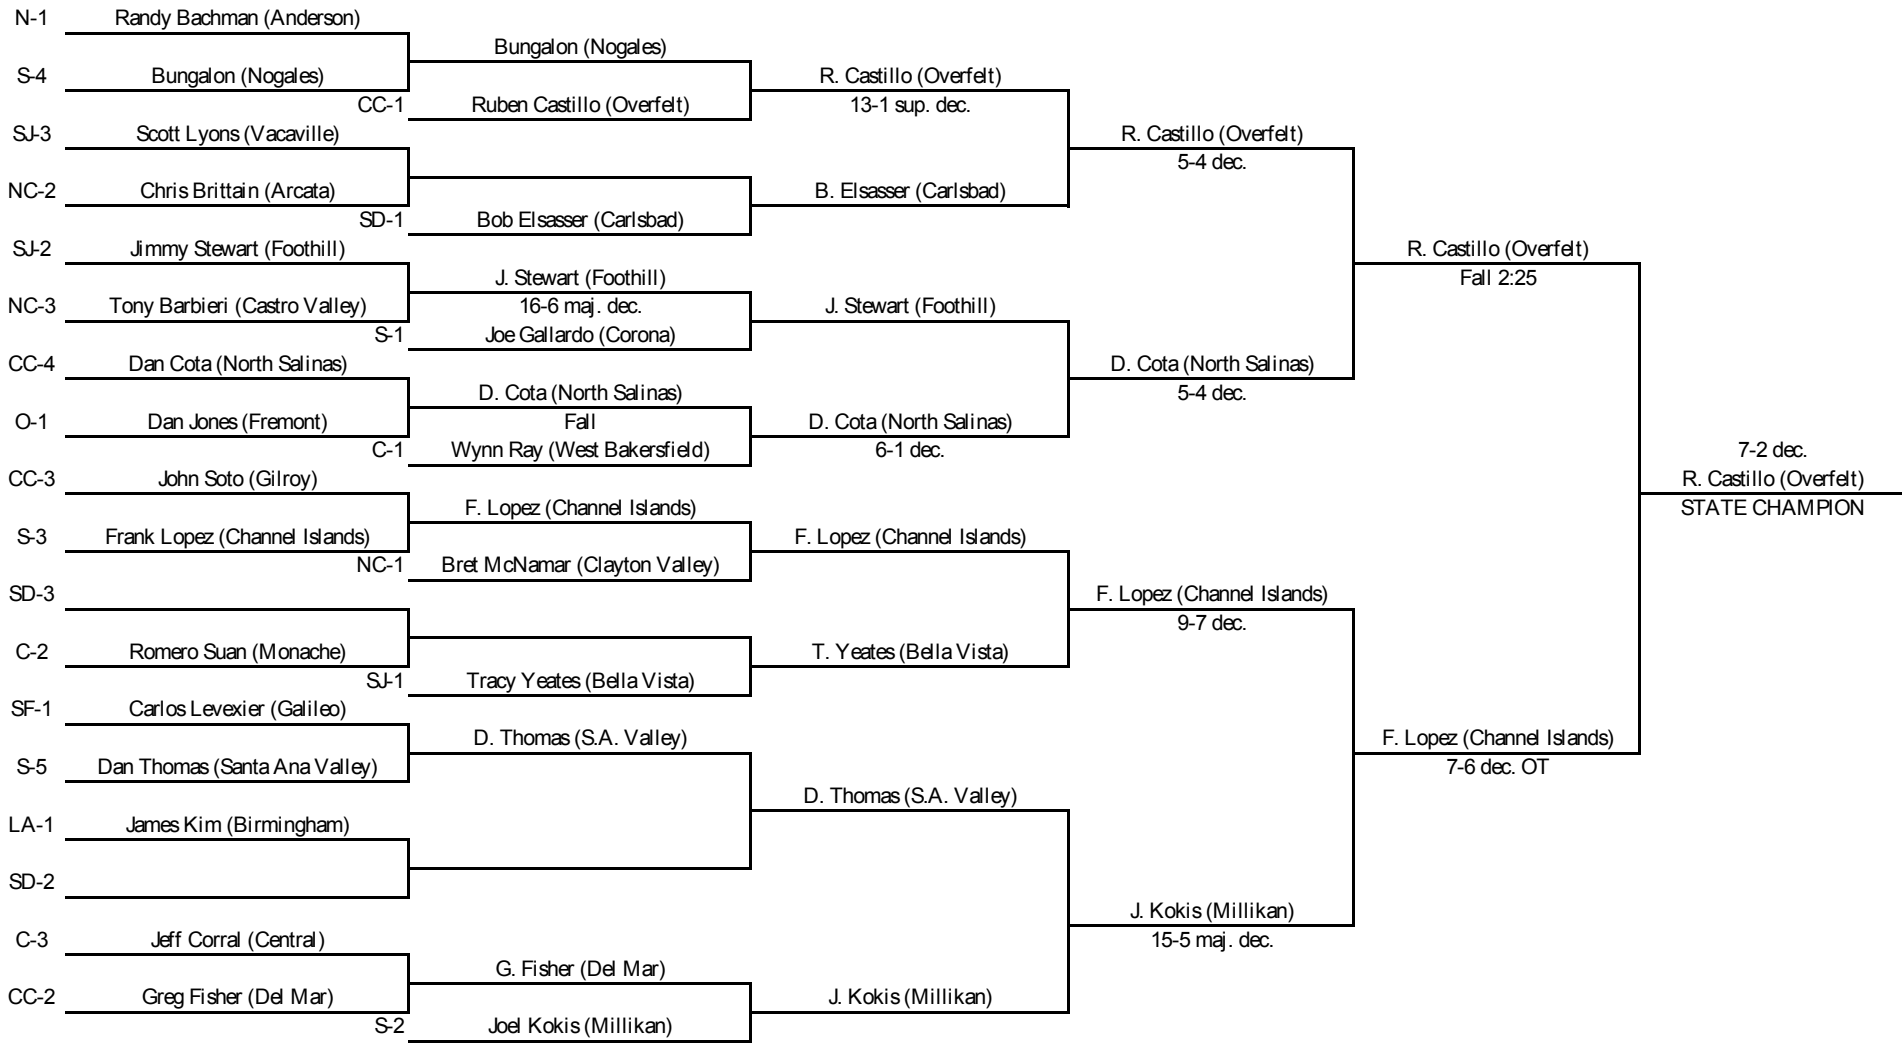 N-1 Randy Bachman (Anderson)
Bungalon (Nogales)
S-4 Bungalon (Nogales) R. Castillo (Overfelt)
CC-1 Ruben Castillo (Overfelt) 13-1 sup. dec.
SJ-3 Scott Lyons (Vacaville) R. Castillo (Overfelt)
5-4 dec.
NC-2 Chris Brittain (Arcata) B. Elsasser (Carlsbad)
SD-1 Bob Elsasser (Carlsbad)
SJ-2 Jimmy Stewart (Foothill) R. Castillo (Overfelt)
J. Stewart (Foothill) Fall 2:25
NC-3 Tony Barbieri (Castro Valley) 16-6 maj. dec. J. Stewart (Foothill)
S-1 Joe Gallardo (Corona)
CC-4 Dan Cota (North Salinas) D. Cota (North Salinas)
D. Cota (North Salinas) 5-4 dec.
O-1 Dan Jones (Fremont) Fall D. Cota (North Salinas)
C-1 Wynn Ray (West Bakersfield) 6-1 dec. 7-2 dec.
CC-3 John Soto (Gilroy) R. Castillo (Overfelt)
F. Lopez (Channel Islands) STATE CHAMPION
S-3 Frank Lopez (Channel Islands) F. Lopez (Channel Islands)
NC-1 Bret McNamar (Clayton Valley)
SD-3 F. Lopez (Channel Islands)
9-7 dec.
C-2 Romero Suan (Monache) T. Yeates (Bella Vista)
SJ-1 Tracy Yeates (Bella Vista)
SF-1 Carlos Levexier (Galileo)
D. Thomas (S.A. Valley) F. Lopez (Channel Islands)
S-5 Dan Thomas (Santa Ana Valley) 7-6 dec. OT
D. Thomas (S.A. Valley)
LA-1 James Kim (Birmingham)
SD-2
J. Kokis (Millikan)
C-3 Jeff Corral (Central) 15-5 maj. dec.
G. Fisher (Del Mar)
CC-2 Greg Fisher (Del Mar) J. Kokis (Millikan)
S-2 Joel Kokis (Millikan)